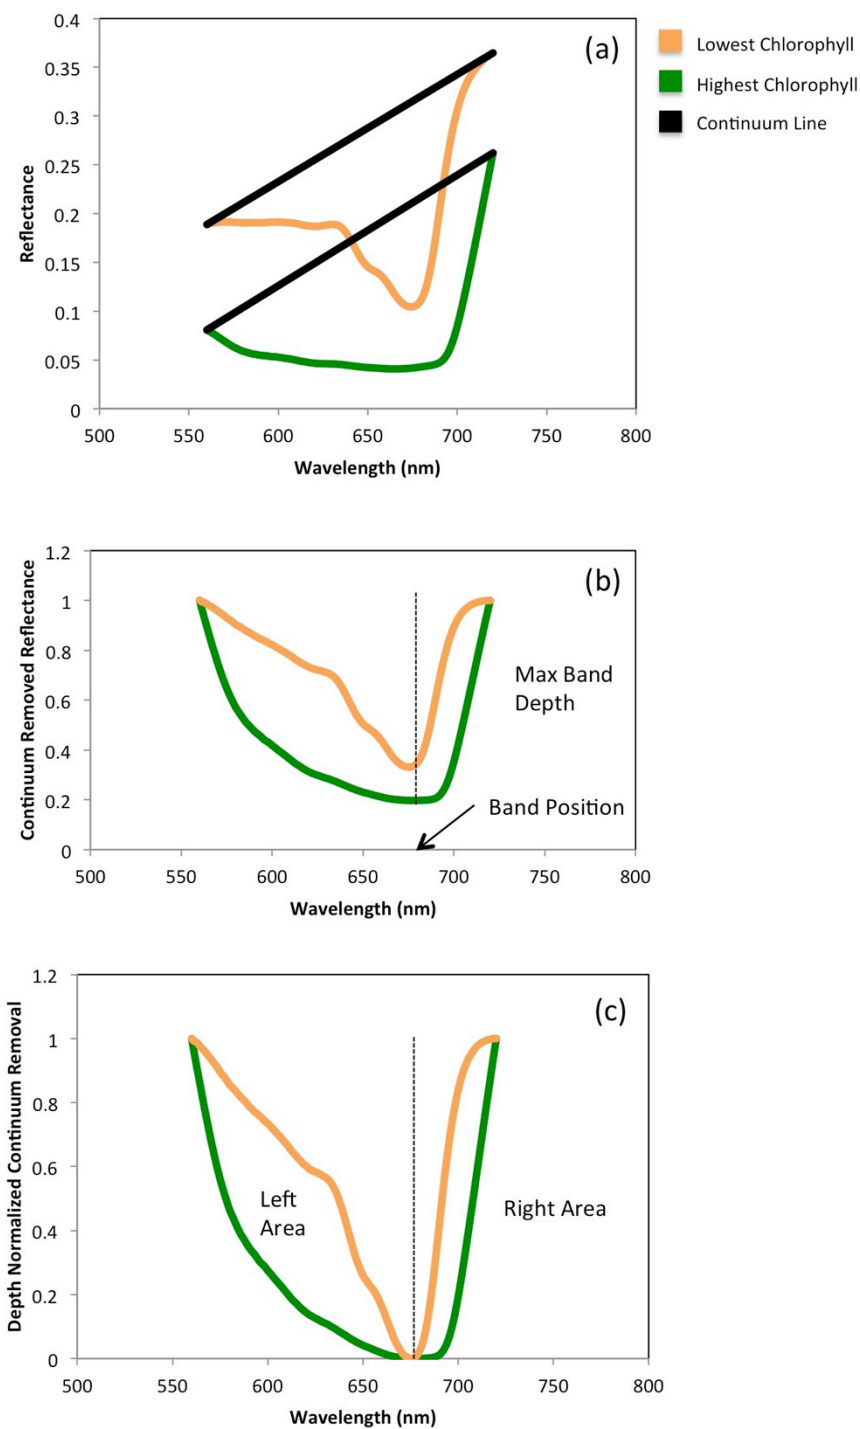 (a)
Lowest Chlorophyll
Highest Chlorophyll
Continuum Line
0.4
0.35
0.3
0.25
0.2
0.15
0.1
0.05
0
Reflectance
500 550 600 650 700 750 800
Wavelength (nm)
(b)
1.2
1
0.8
0.6
0.4
0.2
0
Continuum Removed Reflectance
Max Band
Depth
Band Position
500 550 600 650 700 750 800
Wavelength (nm)
(c)
1.2
1
0.8
0.6
0.4
0.2
0
Depth Normalized Continuum Removal
Left
Area
Right Area
500 550 600 650 700 750 800
Wavelength (nm)